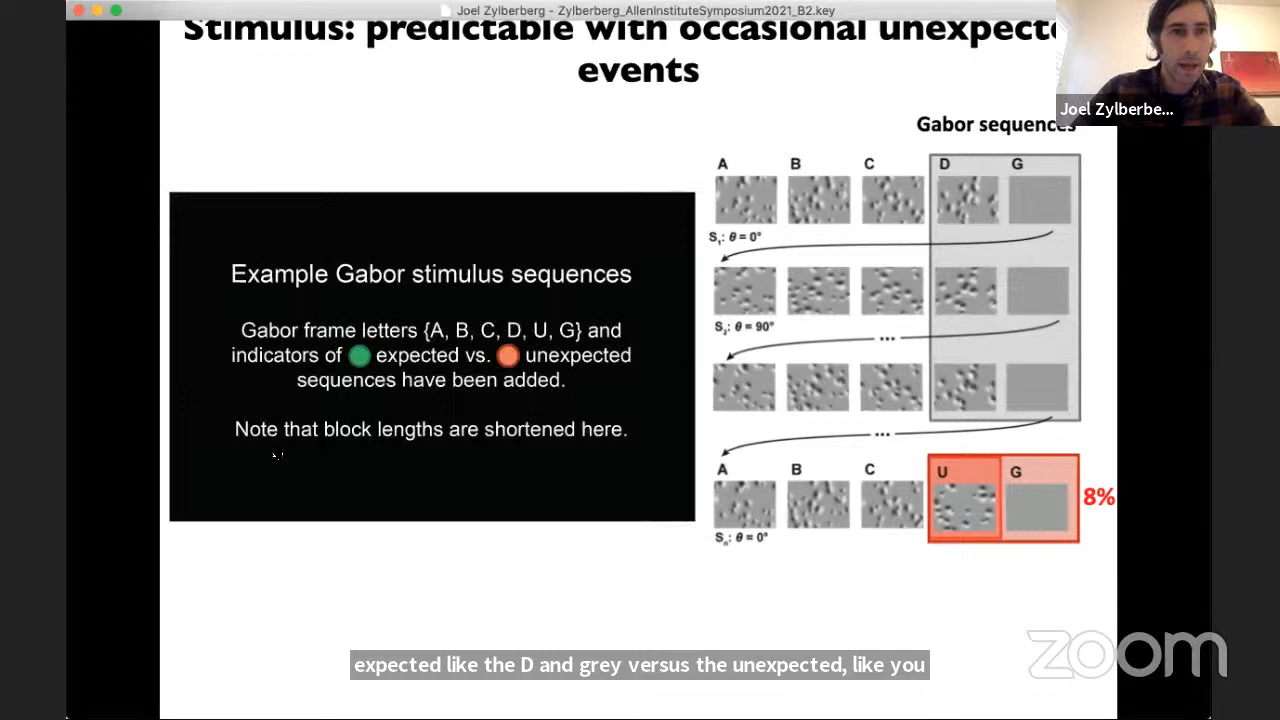 Joel Zylberberg - Zylberberg_AllenInstituteSymposium2021_B2.key
Stimulus: predictable with occasional unexpecte
events
Joel Zylberbe...
Gabor sequences
A B C D G
S1: θ = 0°
S2: θ = 90°
...
...
A B C U G
8%
Sn: θ = 0°
Example Gabor stimulus sequences
Gabor frame letters {A, B, C, D, U, G} and
indicators of expected vs. unexpected
sequences have been added.
Note that block lengths are shortened here.
expected like the D and grey versus the unexpected, like you
zoom